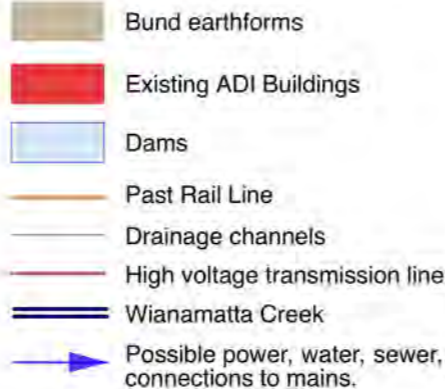 Bund earthforms
Existing ADI Buildings
Dams
Past Rail Line
Drainage channels
High voltage transmission line
Wianamatta Creek
Possible power, water, sewer,
connections to mains.